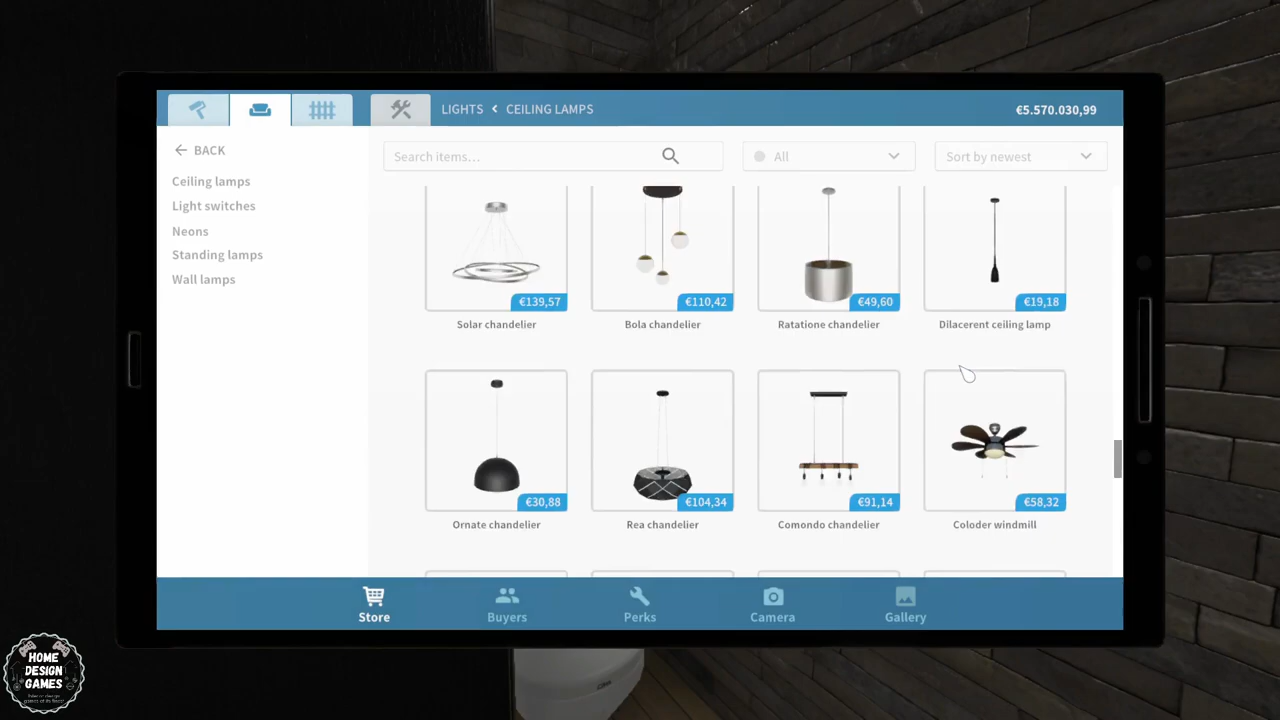 LIGHTS < CEILING LAMPS
€5.570.030,99
BACK
Ceiling lamps
Light switches
Neons
Standing lamps
Wall lamps
Search items...
All
Sort by newest
€139,57
€110,42
€49,60
€19,18
Solar chandelier
Bola chandelier
Ratatione chandelier
Dilacerent ceiling lamp
€30,88
€104,34
€91,14
€58,32
Ornate chandelier
Rea chandelier
Comondo chandelier
Coloder windmill
Store
Buyers
Perks
Camera
Gallery
HOME
DESIGN
GAMES